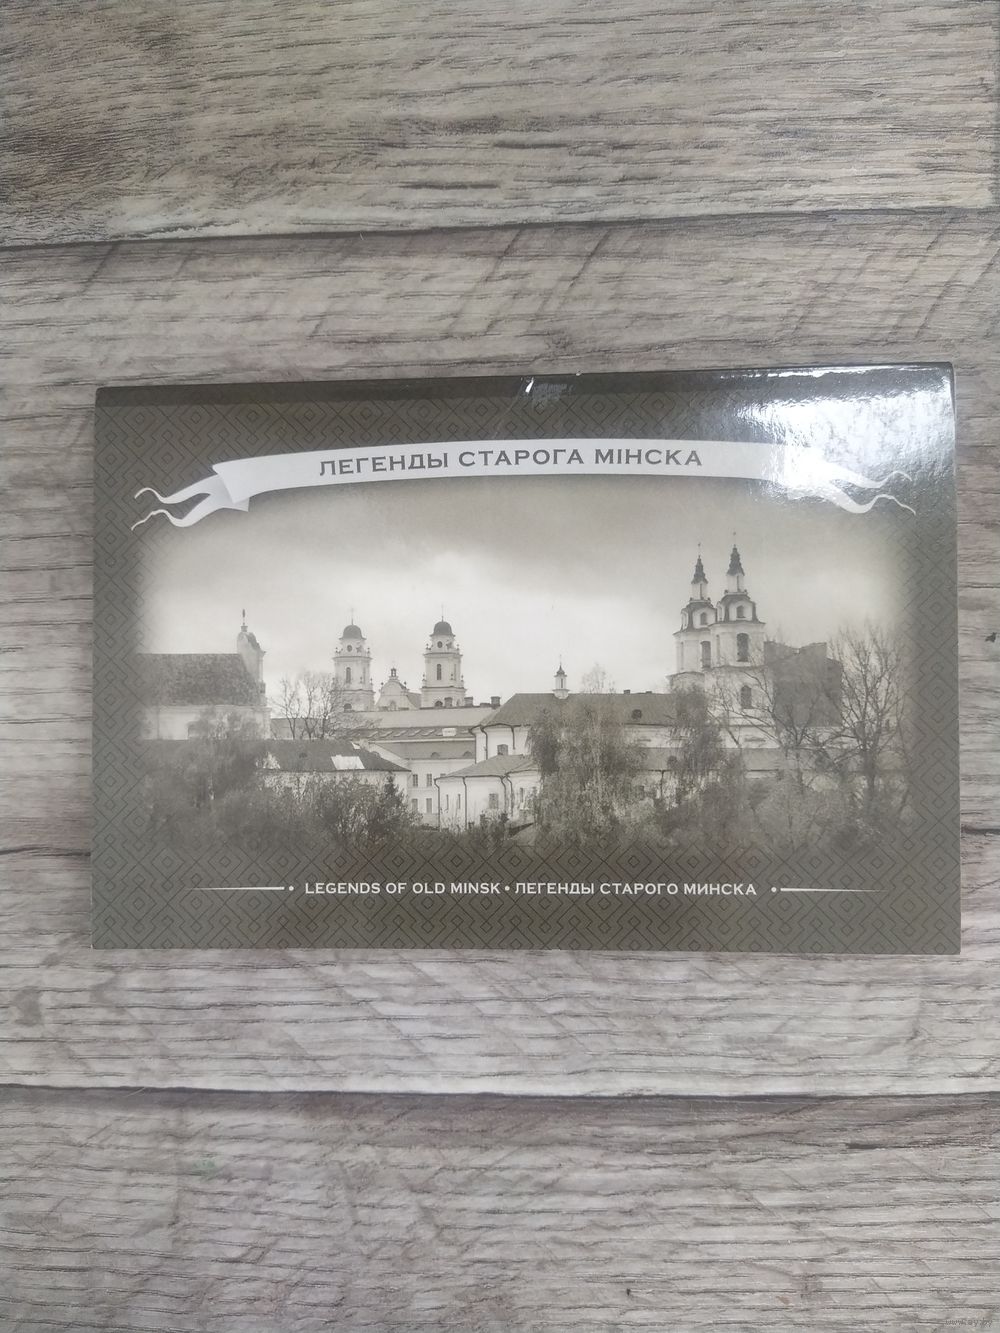 ЛЕГЕНДЫ СТАРОГА МІНСКА
LEGENDS OF OLD MINSK • ЛЕГЕНДЫ СТАРОГО МИНСКА